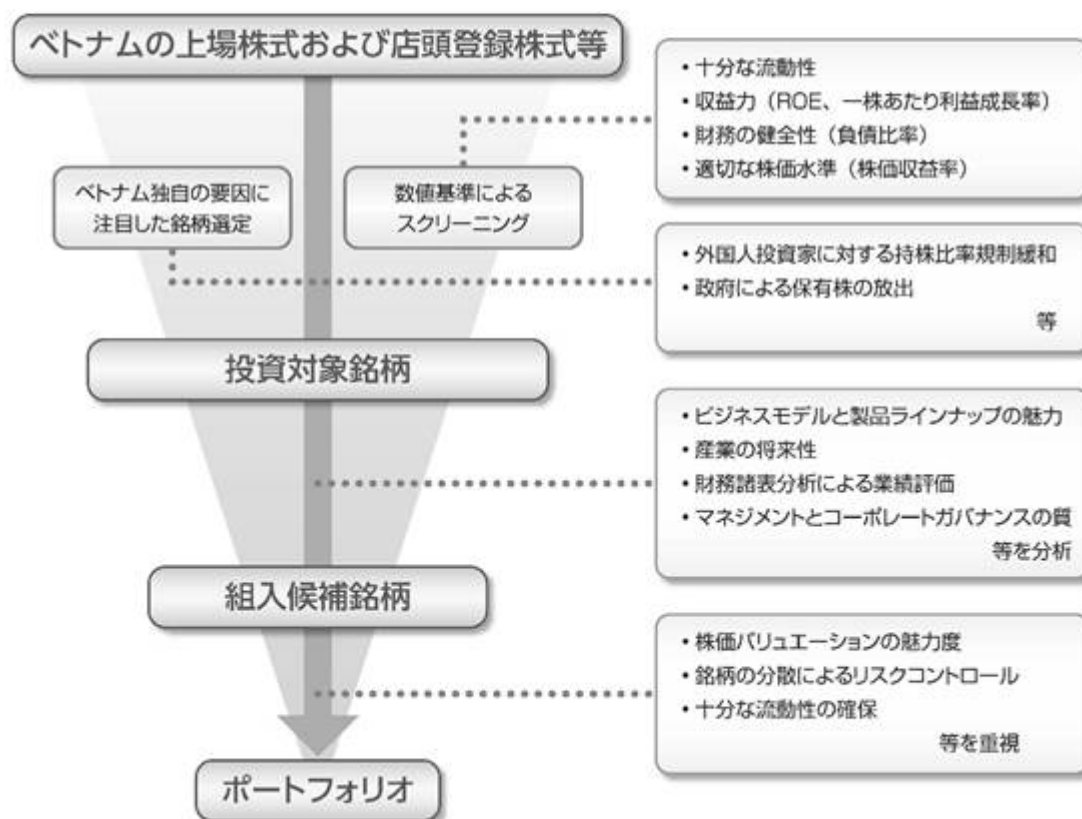 ベトナムの上場株式および店頭登録株式等
・十分な流動性
・収益力（ROE、一株あたり利益成長率）
・財務の健全性（負債比率）
・適切な株価水準（株価収益率）
ベトナム独自の要因に
注目した銘柄選定
数値基準による
スクリーニング
・外国人投資家に対する持株比率規制緩和
・政府による保有株の放出
等
投資対象銘柄
・ビジネスモデルと製品ラインナップの魅力
・産業の将来性
・財務諸表分析による業績評価
・マネジメントとコーポレートガバナンスの質
等を分析
組入候補銘柄
・株価バリュエーションの魅力度
・銘柄の分散によるリスクコントロール
・十分な流動性の確保
等を重視
ポートフォリオ